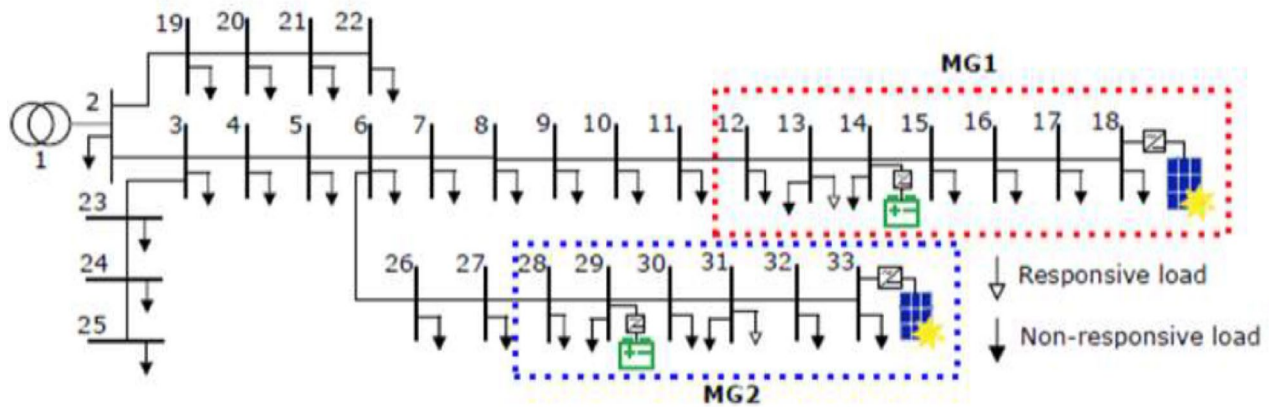 19 20 21 22
MG1
2
3 4 5 6 7 8 9 10 11 12 13 14 15 16 17 18
1
23
24
26 27 28 29 30 31 32 33
Responsive load
25
Non-responsive load
MG2